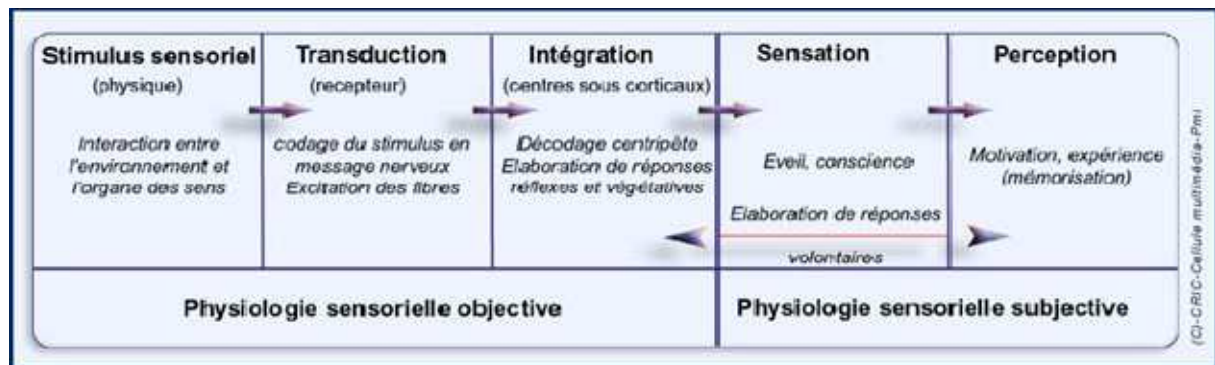 Stimulus sensoriel
(physique)
Interaction entre
l'environnement et
l'organe des sens
Transduction
(recepteur)
codage du stimulus en
message nerveux
Excitation des fibres
Intégration
(centres sous corticaux)
Décodage centripète
Elaboration de réponses
réflexes et végétatives
Sensation
Eveil, conscience
Elaboration de réponses
volontaires
Perception
Motivation, expérience
(mémorisation)
Physiologie sensorielle objective
Physiologie sensorielle subjective
(C)-CRIC-Cellule multimédia-Pmi